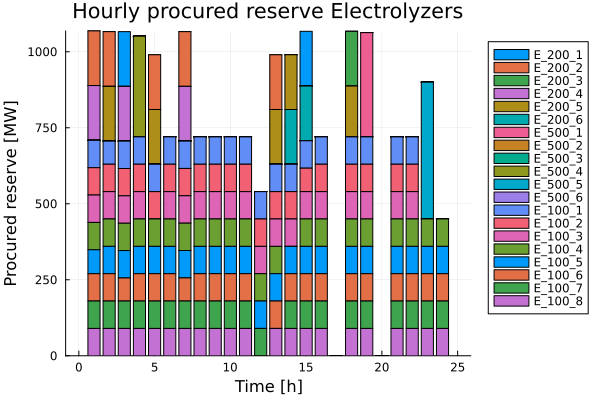 Hourly procured reserve Electrolyzers
Procured reserve [MW]
1000
750
500
250
0
0 5 10 15 20 25
Time [h]
E_200_1
E_200_2
E_200_3
E_200_4
E_200_5
E_200_6
E_500_1
E_500_2
E_500_3
E_500_4
E_500_5
E_500_6
E_100_1
E_100_2
E_100_3
E_100_4
E_100_5
E_100_6
E_100_7
E_100_8